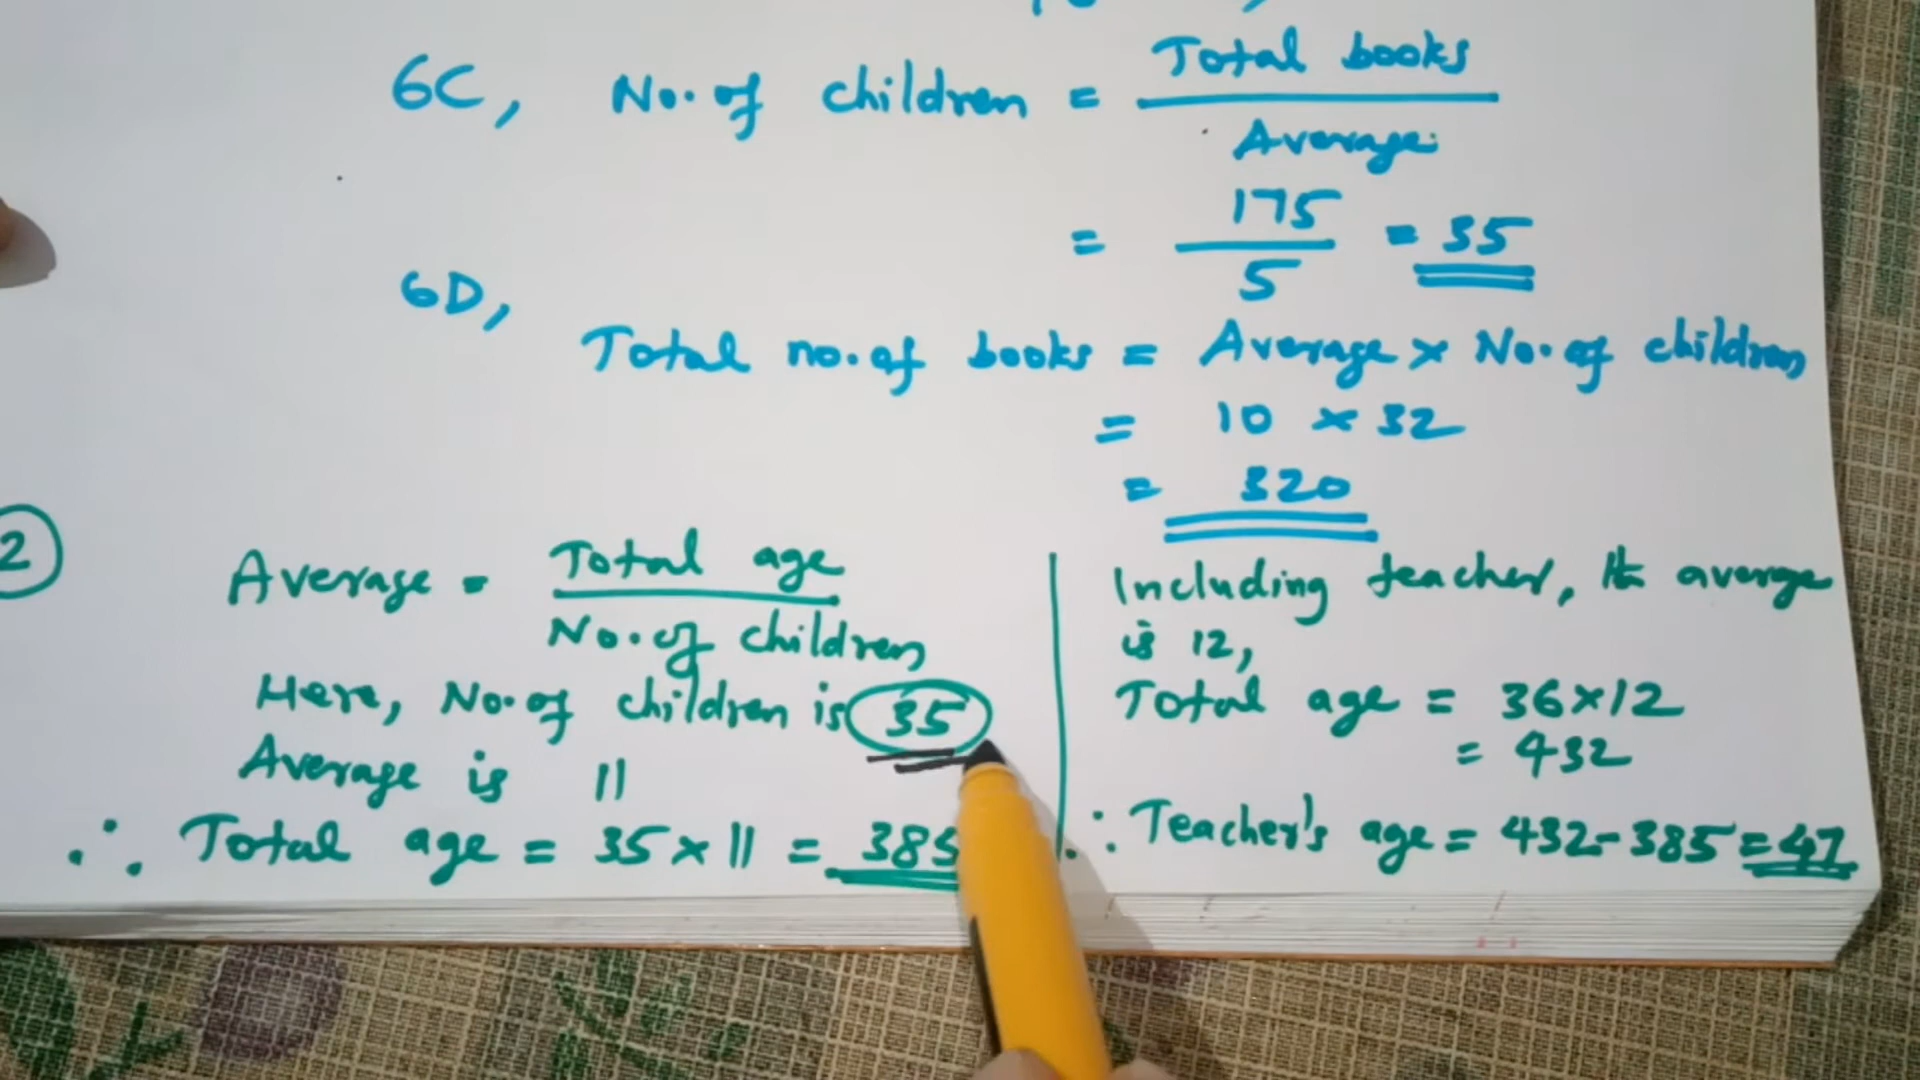 6C, No. of children = Total books
Average
= 175 = 35
5
6D,
Total no. of books = Average × No. of children
= 10 × 32
= 320
2
Average = Total age
No. of children
Here, No. of children is 35
Average is 11
∴ Total age = 35 × 11 = 385
Including teacher, the average
is 12,
Total age = 36 × 12
= 432
∴ Teacher's age = 432 - 385 = 47